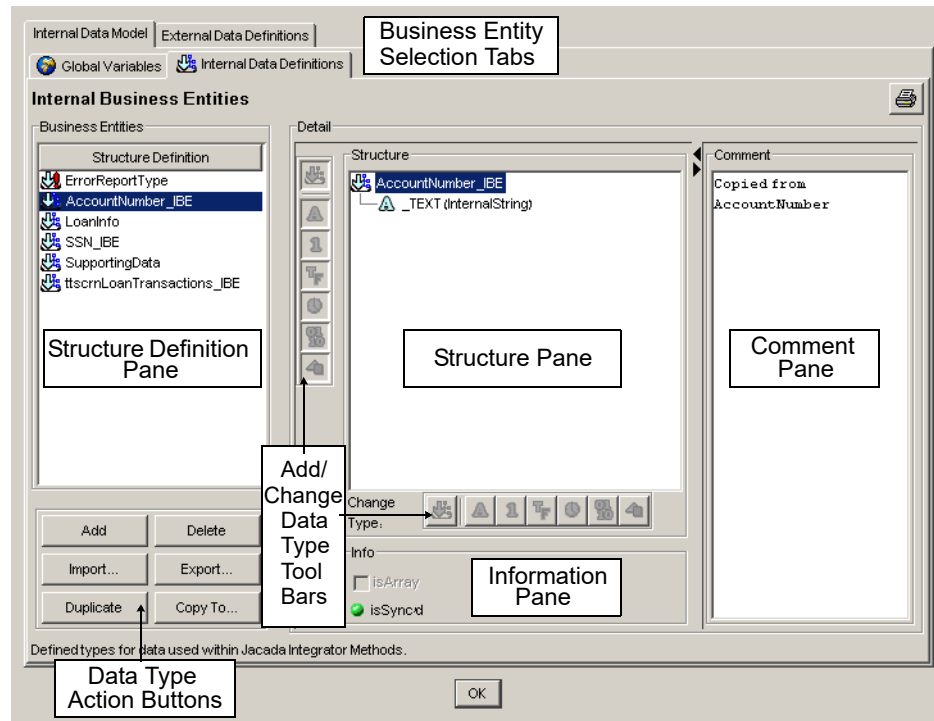 Internal Data Model
External Data Definitions
Business Entity
Selection Tabs
Global Variables
Internal Data Definitions
Internal Business Entities
Business Entities
Structure Definition
ErrorReportType
AccountNumber_IBE
LoanInfo
SSN_IBE
SupportingData
ttscrnLoanTransactions_IBE
Structure Definition
Pane
Add
Delete
Import...
Export...
Duplicate
Copy To...
Detail
Structure
AccountNumber_IBE
_TEXT (InternalString)
Structure Pane
Add/
Change
Data
Type
Tool
Bars
Change
Type:
Info
isArray
isSync'd
Information
Pane
Comment
Copied from
AccountNumber
Comment
Pane
Defined types for data used within Jacada Integrator Methods.
Data Type
Action Buttons
OK